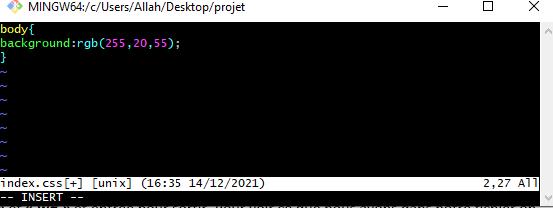 MINGW64:/c/Users/Allah/Desktop/projet
body{
background:rgb(255,20,55);
}
~
~
~
~
~
~
~
index.css[+] [unix] (16:35 14/12/2021) 2,27 All
-- INSERT --